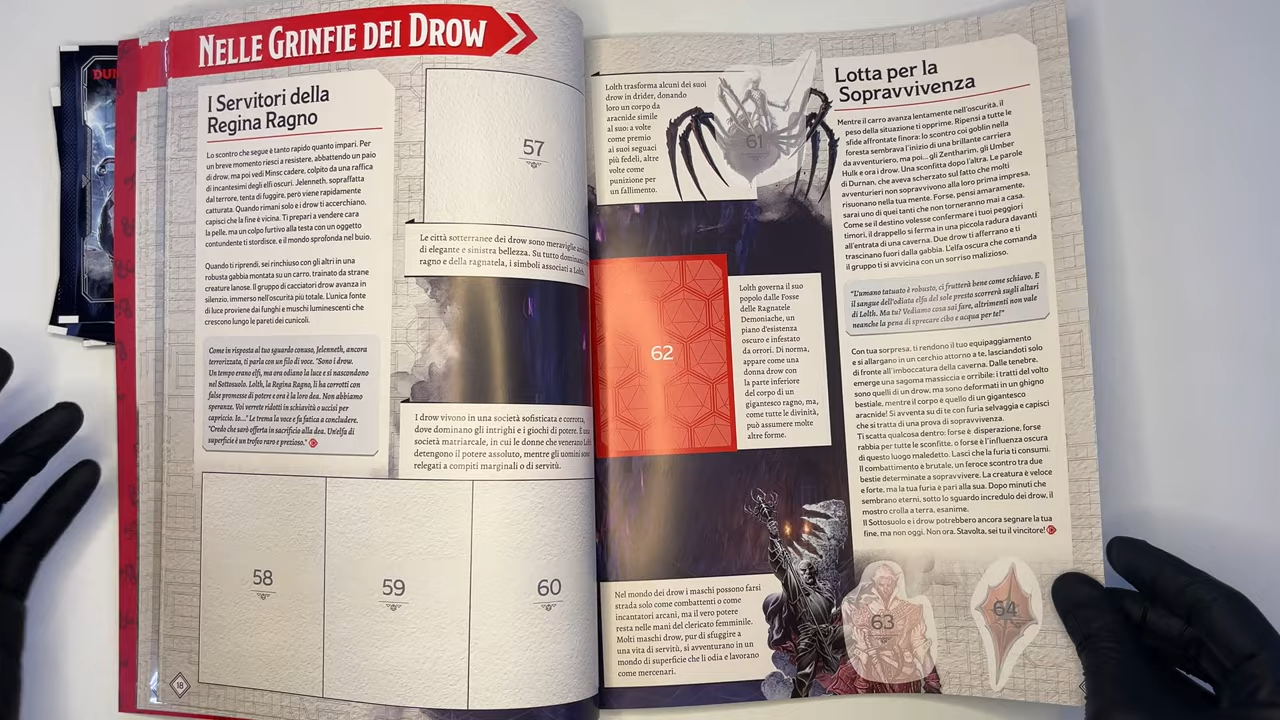 DU
NELLE GRINFIE DEI DROW
I Servitori della
Regina Ragno
Lo scontro che segue è tanto rapido quanto impari. Per
un breve momento riesci a resistere, abbattendo un paio
di drow, ma poi vedi Minsc cadere, colpito da una raffica
di incantesimi degli elfi oscuri. Jelenneth, sopraffatta
dal terrore, tenta di fuggire, però viene rapidamente
catturata. Quando rimani solo i drow ti accerchiano.
capisci che la fine è vicina. Ti prepari a vendere cara
la pelle, ma un colpo furtivo alla testa con un oggetto
contundente ti stordisce, e il mondo sprofonda nel buio.
Quando ti riprendi, sei rinchiuso con gli altri in una
robusta gabbia montata su un carro, trainato da strane
creature laniose. Il gruppo di cacciatori drow avanza in
silenzio, immerso nell'oscurità più totale. L'unica fonte
di luce proviene dai funghi e muschi luminescenti che
crescono lungo le pareti dei cunicoli.
Come in risposta al tuo sguardo confuso, Jelenneth, ancora
terrorizzata, ti parla con un filo di voce. "Sono i drow.
Un tempo erano elfi, ma ora odiano la luce e si nascondono
nel Sottosuolo. Lolth, la Regina Ragno, li ha corrotti con
false promesse di potere e ora è la loro dea. Non abbiamo
speranze. Voi verrete ridotti in schiavitù o uccisi per
capriccio. Io..." Le trema la voce e fa fatica a concludere.
"Credo che sarò offerta in sacrificio alla dea. Un'elfa di
superficie è un trofeo raro e prezioso."
57
Le città sotterranee dei drow sono meraviglie
di elegante e sinistra bellezza. Su tutto
ragno e della ragnatela, i simboli associati a Lolth.
I drow vivono in una società sofisticata e corrotta,
dove dominano gli intrighi e i giochi di potere. È una
società matriarcale, in cui le donne che venerano Lolth
detengono il potere assoluto, mentre gli uomini sono
relegati a compiti marginali o di servitù.
58
59
60
18
Lolth trasforma alcuni dei suoi
drow in drider, donando
loro un corpo da
aracnide simile
al suo: a volte
come premio
ai suoi seguaci
più fedeli, altre
volte come
punizione per
un fallimento.
61
62
Lolth governa il suo
popolo dalle Fosse
delle Ragnatele
Demoniache, un
piano d'esistenza
oscuro e infestato
da orrori. Di norma,
appare come una
donna drow con
la parte inferiore
del corpo di un
gigantesco ragno, ma,
come tutte le divinità,
può assumere molte
altre forme.
Nel mondo dei drow i maschi possono farsi
strada solo come combattenti o come
incantatori arcani, ma il vero potere
resta nelle mani del clericato femminile.
Molti maschi drow, pur di sfuggire a
una vita di servitù, si avventurano in un
mondo di superficie che li odia e lavorano
come mercenari.
Lotta per la
Sopravvivenza
Mentre il carro avanza lentamente nell'oscurità, il
peso della situazione ti opprime. Ripensi a tutte le
sfide affrontate finora: lo scontro coi goblin nella
foresta sembrava l'inizio di una brillante carriera
da avventuriero, ma poi... gli Zentharim, gli Umber
Hulk e ora i Drow. Una sconfitta dopo l'altra. Le parole
di Durnan, che aveva scherzato sul fatto che molti
avventurieri non sopravvivono alla loro prima impresa,
risuonano nella tua mente. Forse, pensi amaramente,
sarai uno di quei tanti che non torneranno mai a casa.
Come se il destino volesse confermare i tuoi peggiori
timori, il drappello si ferma in una piccola radura davanti
all'entrata di una caverna. Due drow ti afferrano e ti
trascinano fuori dalla gabbia. L'elfa oscura che comanda
il gruppo ti si avvicina con un sorriso malizioso.
"L'umano tatuato è robusto, ci frutterà bene come schiavo. E
il sangue dell'odiata elfa del sole presto scorrerà sugli altari
di Lolth. Ma tu? Vediamo cosa sai fare, altrimenti non vale
neanche la pena di sprecare cibo e acqua per te!"
Con tua sorpresa, ti rendono il tuo equipaggiamento
e si allargano in un cerchio attorno a te, lasciandoti solo
di fronte all'imboccatura della caverna. Dalle tenebre,
emerge una sagoma massiccia e orribile: i tratti del volto
sono quelli di un drow, ma sono deformati in un ghigno
bestiale, mentre il corpo è quello di un gigantesco
aracnide! Si avventa su di te con furia selvaggia e capisci
che si tratta di una prova di sopravvivenza.
Ti scatta qualcosa dentro: forse è disperazione, forse
rabbia per tutte le sconfitte, o forse è l'influenza oscura
di questo luogo maledetto. Lasci che la furia ti consumi.
Il combattimento è brutale, un feroce scontro tra due
bestie determinate a sopravvivere. La creatura è veloce
e forte, ma la tua furia è pari alla sua. Dopo minuti che
sembrano eterni, sotto lo sguardo incredulo dei drow, il
mostro crolla a terra, esanime.
Il Sottosuolo e i drow potrebbero ancora segnare la tua
fine, ma non oggi. Non ora. Stavolta, sei tu il vincitore!
63
64